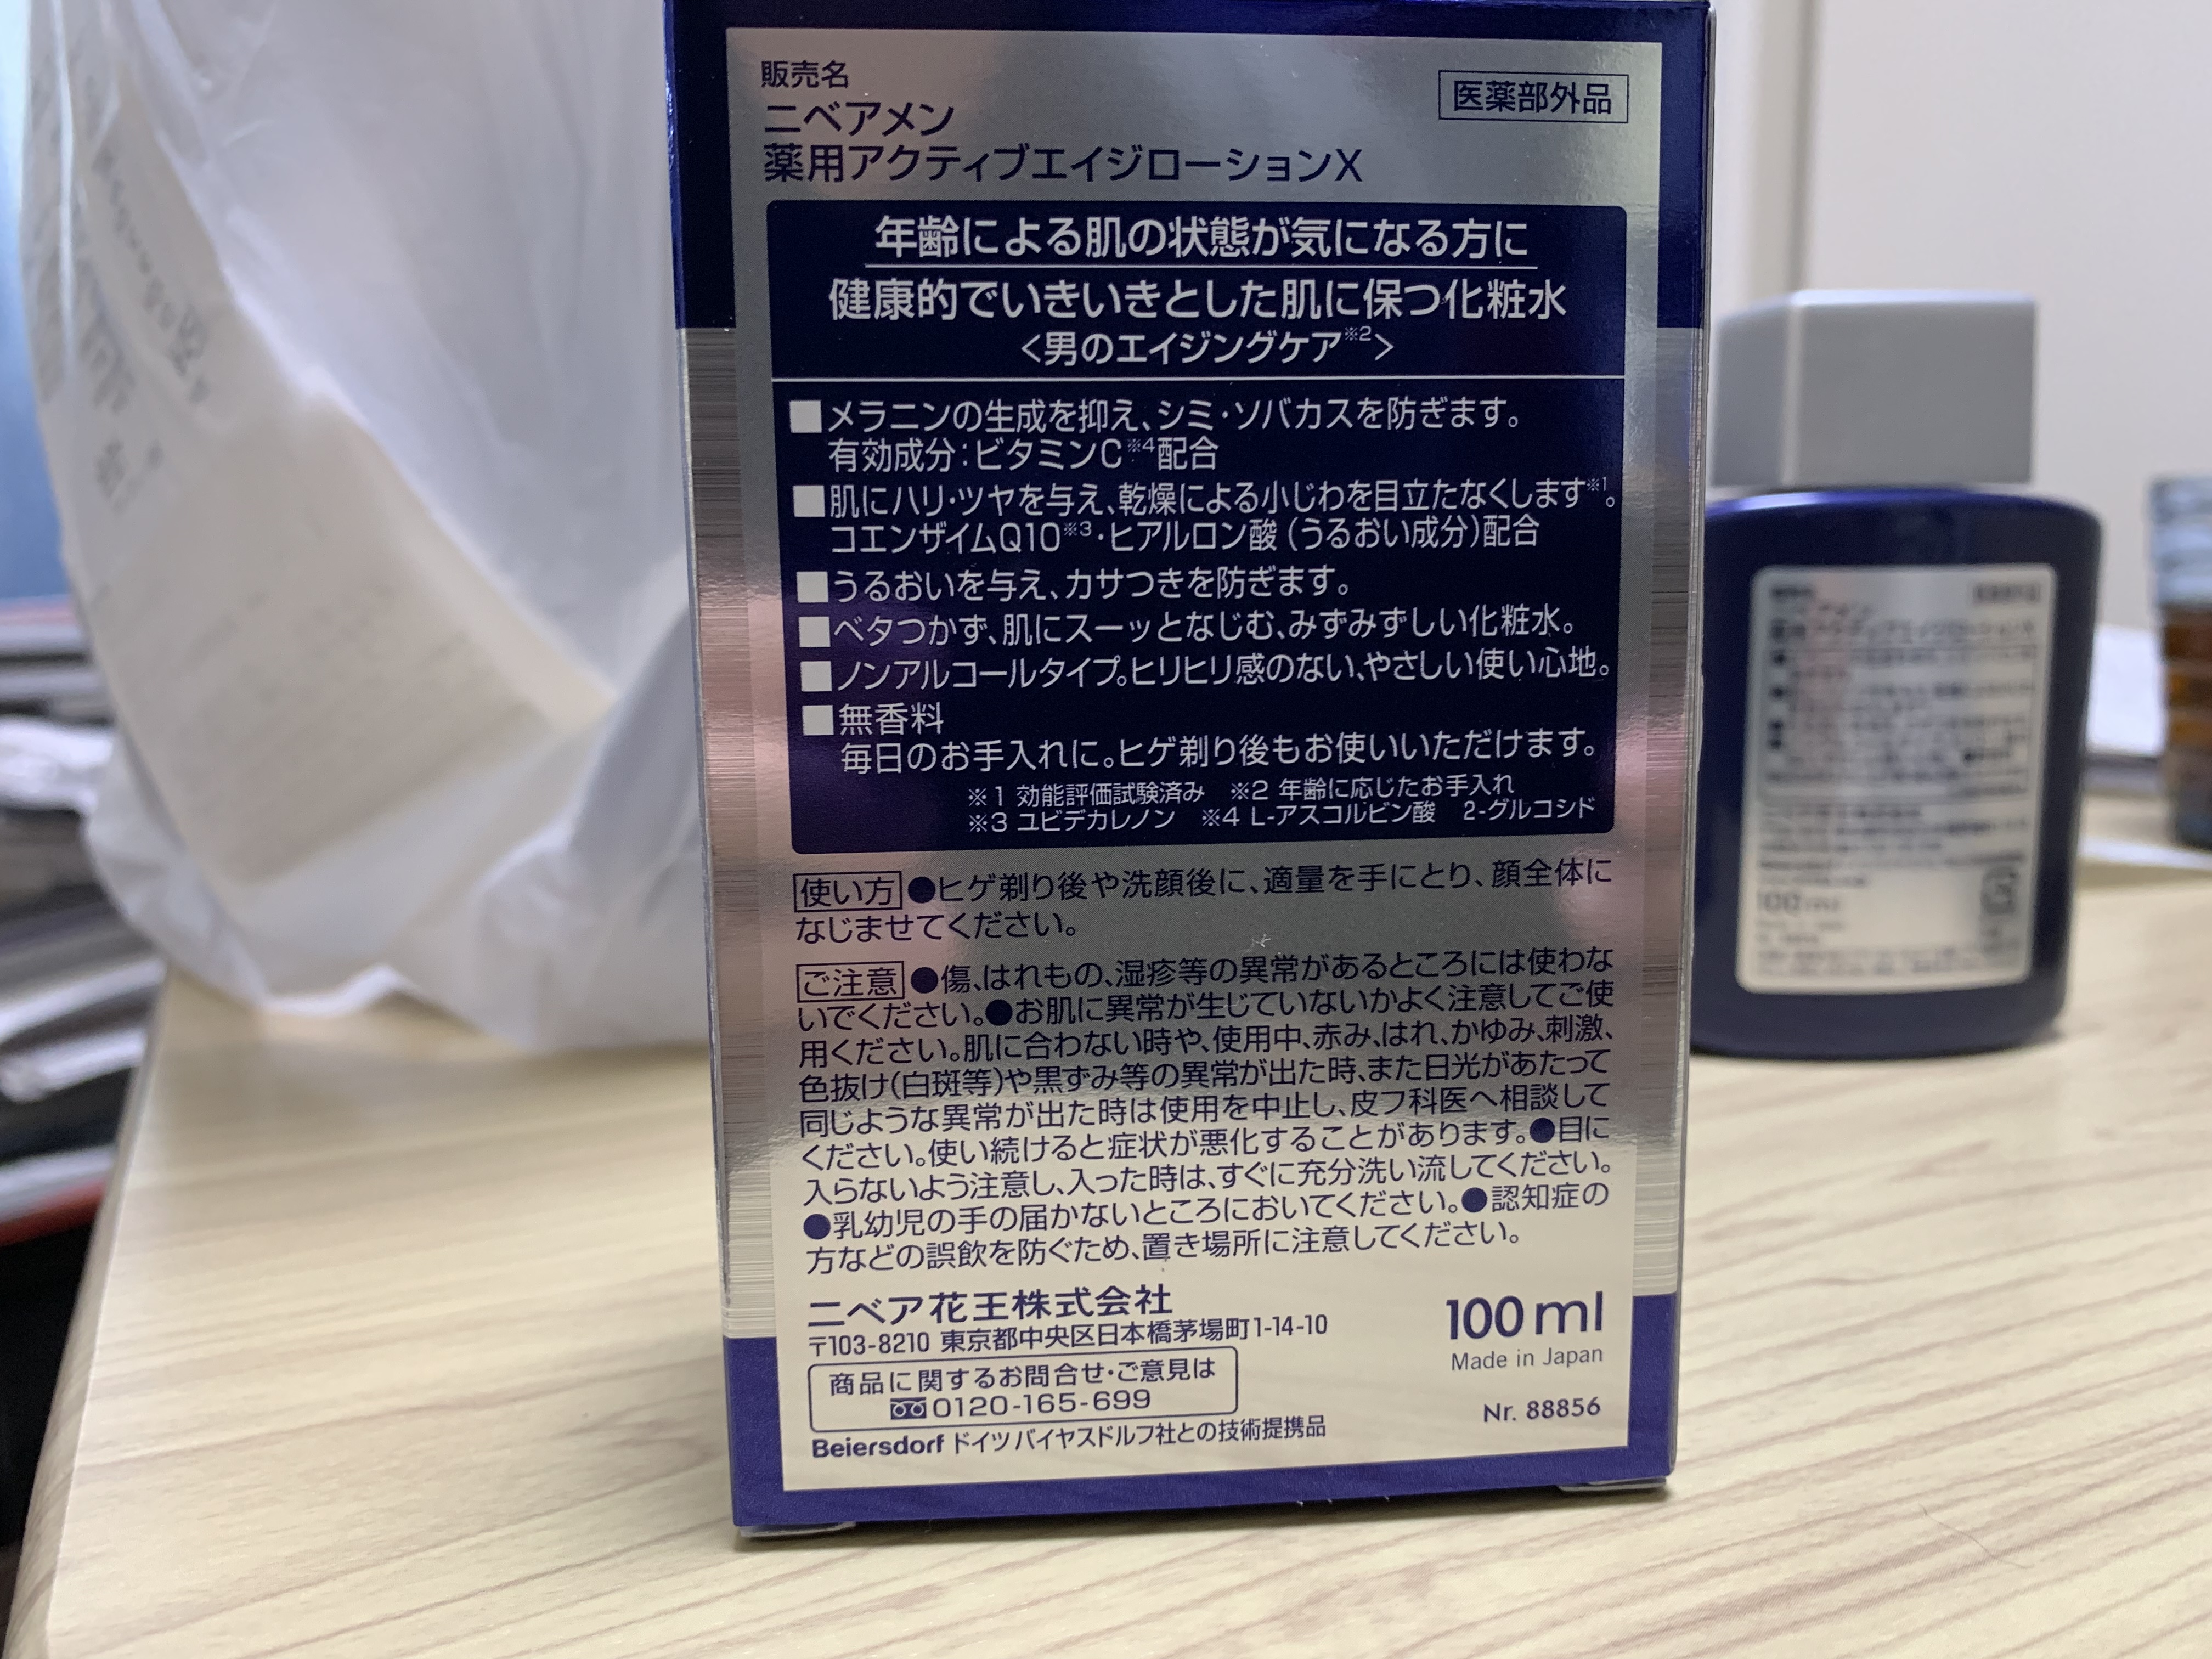 販売名
医薬部外品
ニベアメン
薬用アクティブエイジローションX
年齢による肌の状態が気になる方に
健康的でいきいきとした肌に保つ化粧水
<男のエイジングケア※2>
■メラニンの生成を抑え、シミ・ソバカスを防ぎます。
有効成分:ビタミンC※4配合
■肌にハリ・ツヤを与え、乾燥による小じわを目立たなくします※1。
コエンザイムQ10※3・ヒアルロン酸(うるおい成分)配合
■うるおいを与え、カサつきを防ぎます。
■ベタつかず、肌にスーッとなじむ、みずみずしい化粧水。
■ノンアルコールタイプ。ヒリヒリ感のない、やさしい使い心地。
■無香料
毎日のお手入れに。ヒゲ剃り後もお使いいただけます。
※1 効能評価試験済み ※2 年齢に応じたお手入れ
※3 ユビデカレノン ※4 L-アスコルビン酸 2-グルコシド
使い方 ●ヒゲ剃り後や洗顔後に、適量を手にとり、顔全体に
なじませてください。
ご注意 ●傷、はれもの、湿疹等の異常があるところには使わな
いでください。●お肌に異常が生じていないかよく注意してご使
用ください。肌に合わない時や、使用中、赤み、はれ、かゆみ、刺激、
色抜け(白斑等)や黒ずみ等の異常が出た時、また日光があたって
同じような異常が出た時は使用を中止し、皮フ科医へ相談して
ください。使い続けると症状が悪化することがあります。●目に
入らないよう注意し、入った時は、すぐに充分洗い流してください。
●乳幼児の手の届かないところにおいてください。●認知症の
方などの誤飲を防ぐため、置き場所に注意してください。
ニベア花王株式会社
〒103-8210 東京都中央区日本橋茅場町1-14-10
商品に関するお問合せ・ご意見は
0120-165-699
Beiersdorf ドイツ バイヤスドルフ社との技術提携品
100ml
Made in Japan
Nr. 88856
100ml